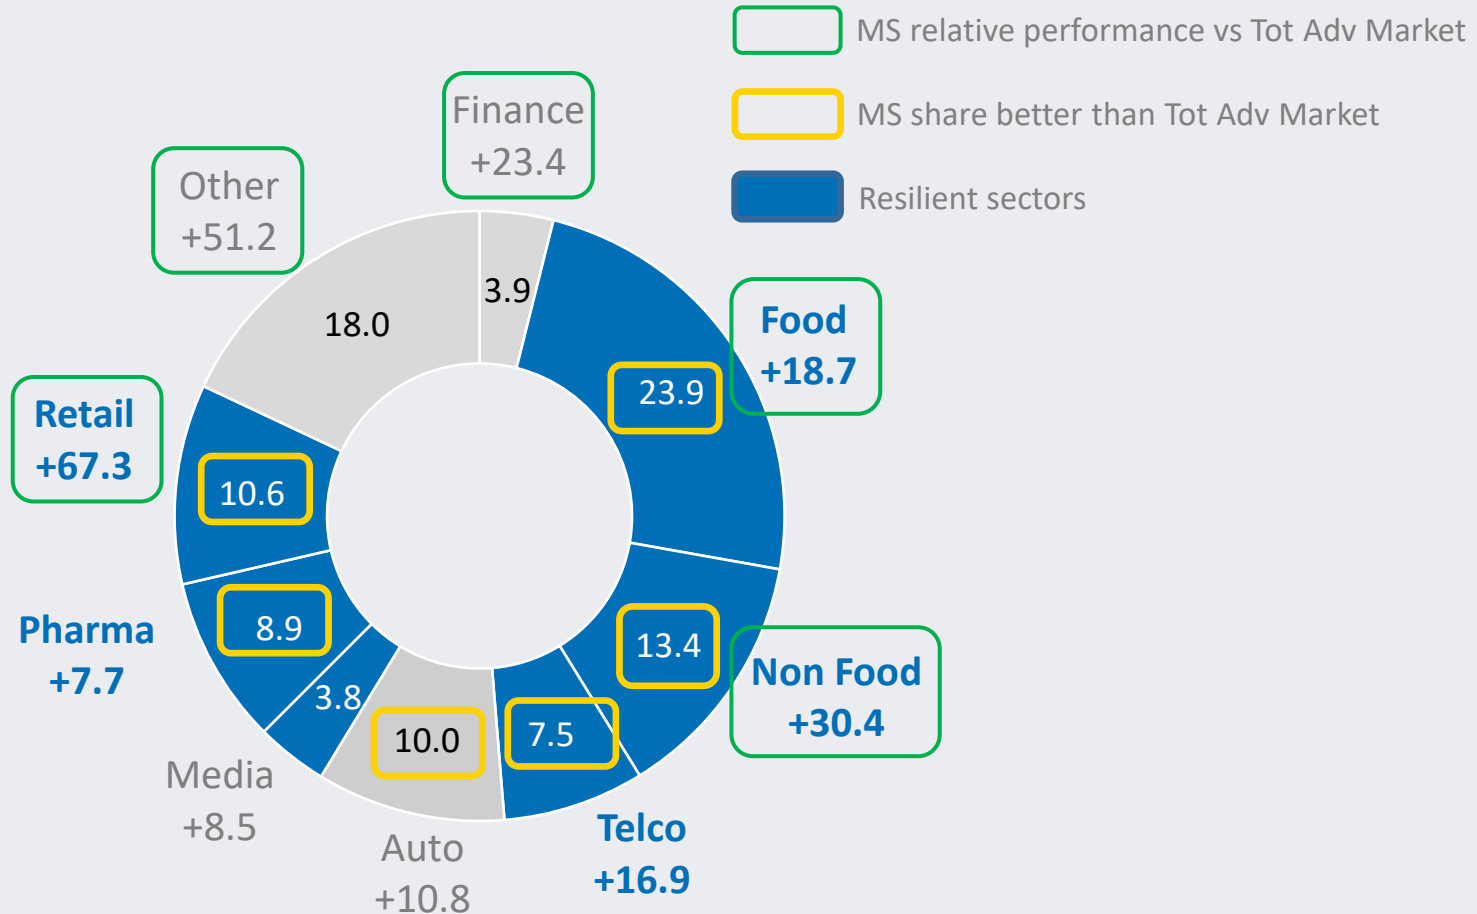 MS relative performance vs Tot Adv Market
MS share better than Tot Adv Market
Resilient sectors
Finance
+23.4
Other
+51.2
3.9
18.0
Food
+18.7
23.9
Retail
+67.3
10.6
Pharma
+7.7
8.9
13.4
Non Food
+30.4
3.8
10.0
7.5
Media
+8.5
Auto
+10.8
Telco
+16.9